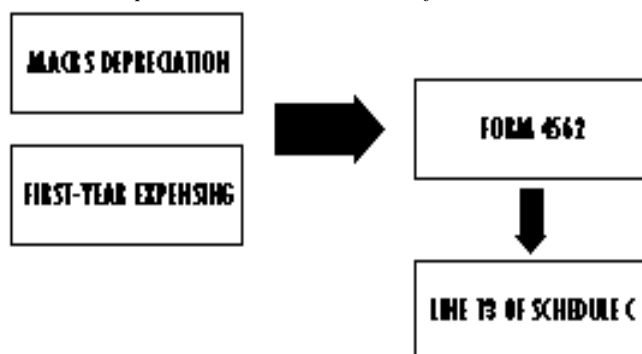 MACRS DEPRECIATION
FIRST-YEAR EXPENSING
FORM 4562
LINE 13 OF SCHEDULE C